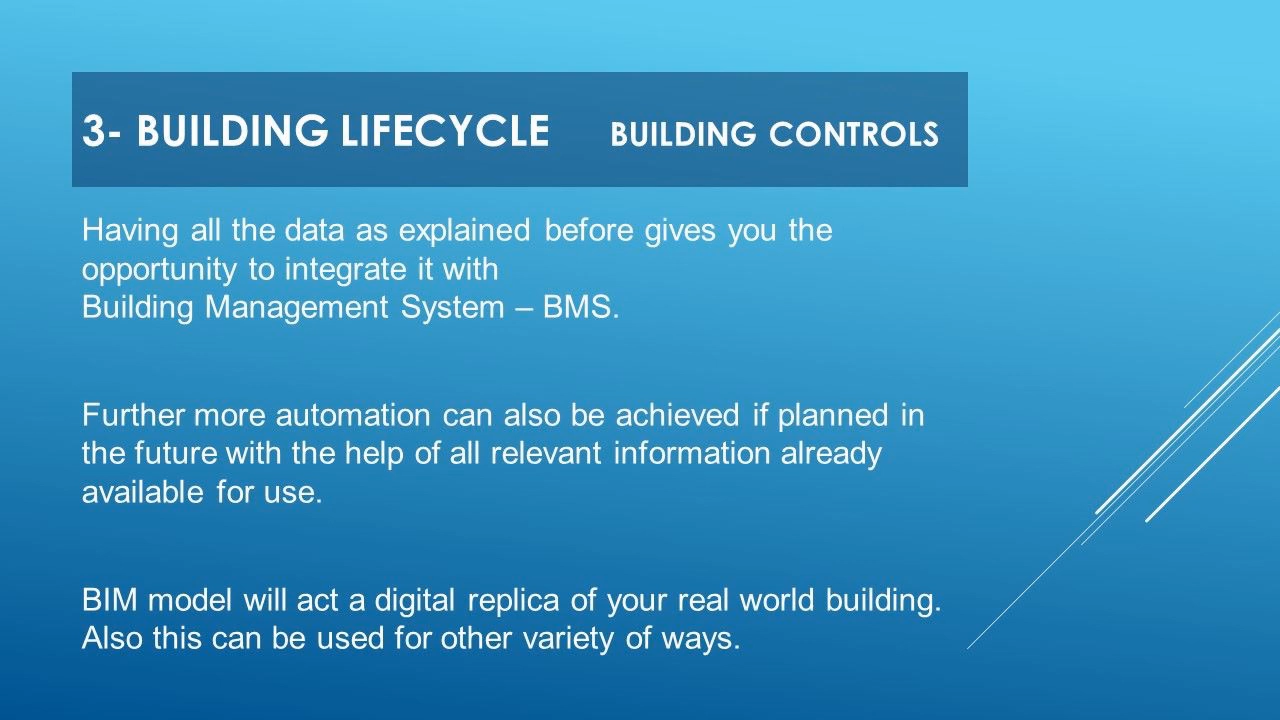 3- BUILDING LIFECYCLE BUILDING CONTROLS
Having all the data as explained before gives you the
opportunity to integrate it with
Building Management System – BMS.
Further more automation can also be achieved if planned in
the future with the help of all relevant information already
available for use.
BIM model will act a digital replica of your real world building.
Also this can be used for other variety of ways.